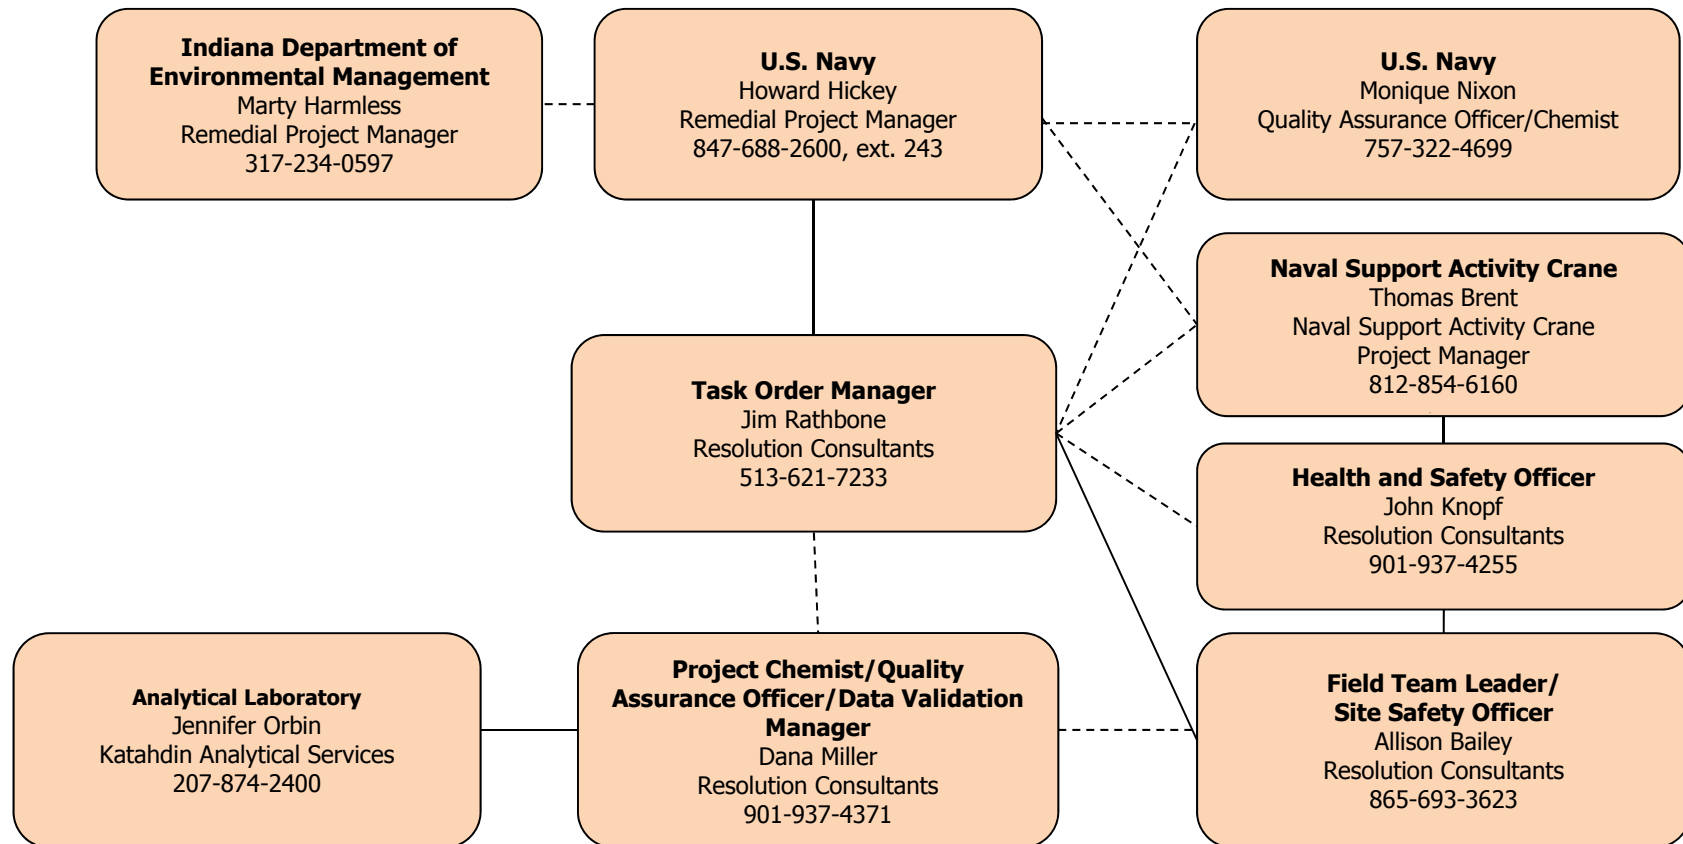 Indiana Department of
Environmental Management
Marty Harmless
Remedial Project Manager
317-234-0597
U.S. Navy
Howard Hickey
Remedial Project Manager
847-688-2600, ext. 243
U.S. Navy
Monique Nixon
Quality Assurance Officer/Chemist
757-322-4699
Naval Support Activity Crane
Thomas Brent
Naval Support Activity Crane
Project Manager
812-854-6160
Task Order Manager
Jim Rathbone
Resolution Consultants
513-621-7233
Health and Safety Officer
John Knopf
Resolution Consultants
901-937-4255
Analytical Laboratory
Jennifer Orbin
Katahdin Analytical Services
207-874-2400
Project Chemist/Quality
Assurance Officer/Data Validation
Manager
Dana Miller
Resolution Consultants
901-937-4371
Field Team Leader/
Site Safety Officer
Allison Bailey
Resolution Consultants
865-693-3623